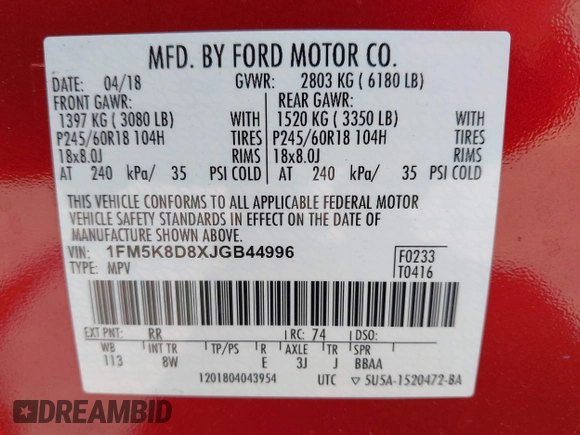 MFD. BY FORD MOTOR CO.
DATE: 04/18 GVWR: 2803 KG ( 6180 LB)
FRONT GAWR: REAR GAWR:
1397 KG ( 3080 LB) WITH 1520 KG ( 3350 LB) WITH
P245/60R18 104H TIRES P245/60R18 104H TIRES
18x8.0J RIMS 18x8.0J RIMS
AT 240 kPa/ 35 PSI COLD AT 240 kPa/ 35 PSI COLD
THIS VEHICLE CONFORMS TO ALL APPLICABLE FEDERAL MOTOR
VEHICLE SAFETY STANDARDS IN EFFECT ON THE DATE OF
MANUFACTURE SHOWN ABOVE.
VIN: 1FM5K8D8XJGB44996 F0233
TYPE: MPV T0416
EXT PNT: RR RC: 74 DSO:
WB INT TR TP/PS R AXLE TR SPR
113 8W E 3J J BBAA
1201804043954 UTC ▽ 5U5A-1520472-BA
DREAMBID